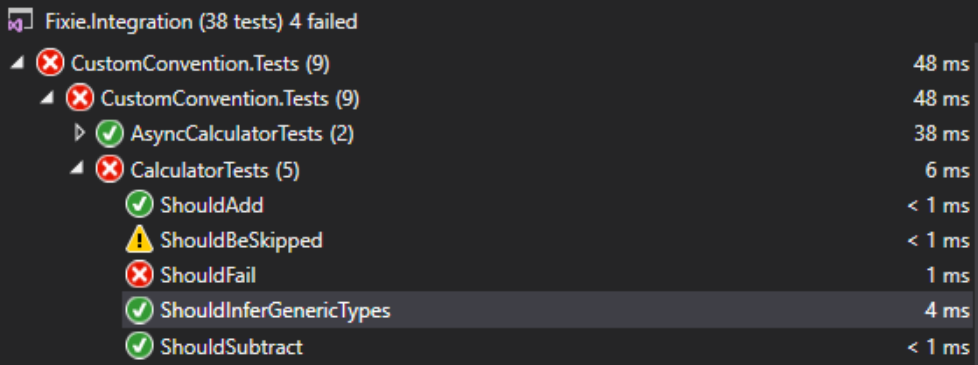 Fixie.Integration (38 tests) 4 failed
CustomConvention.Tests (9) 48 ms
CustomConvention.Tests (9) 48 ms
AsyncCalculatorTests (2) 38 ms
CalculatorTests (5) 6 ms
ShouldAdd < 1 ms
ShouldBeSkipped < 1 ms
ShouldFail 1 ms
ShouldInferGenericTypes 4 ms
ShouldSubtract < 1 ms